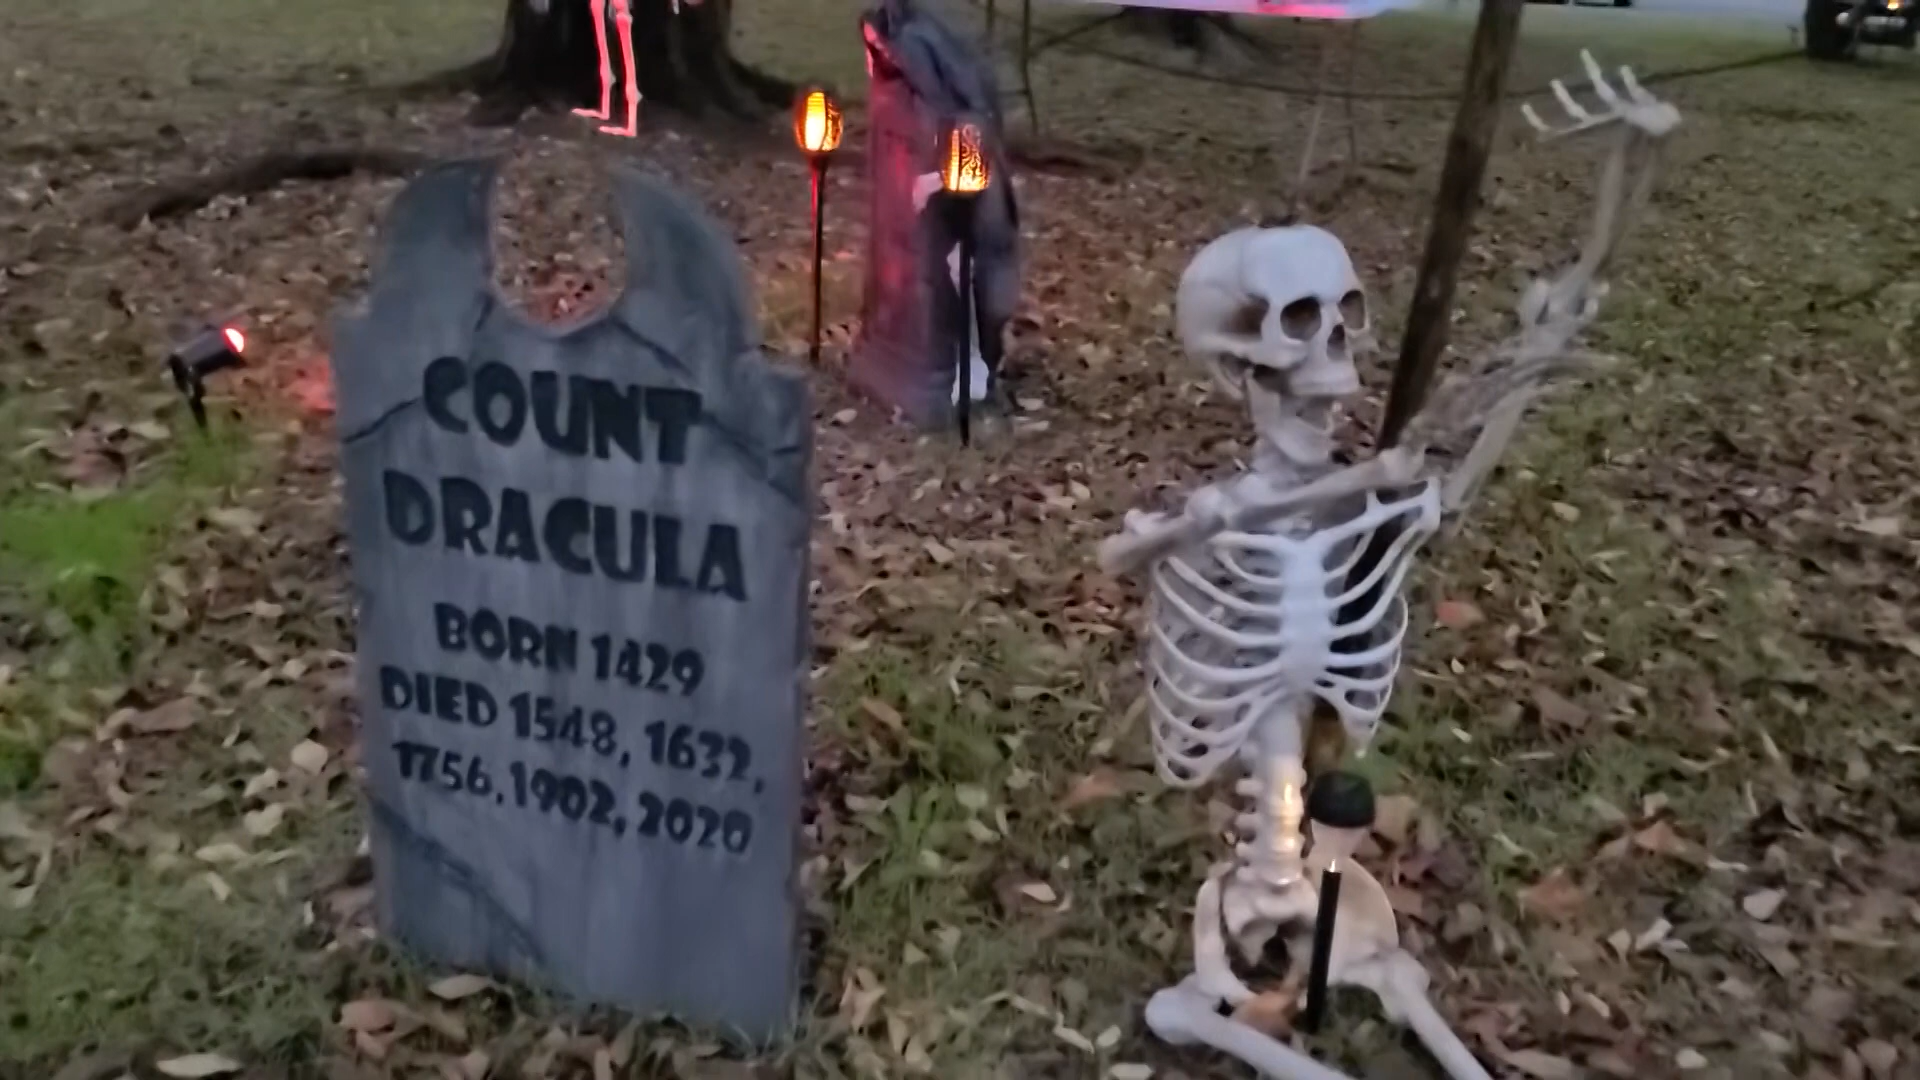 COUNT
DRACULA
BORN 1429
DIED 1548, 1632,
1756, 1902, 2020